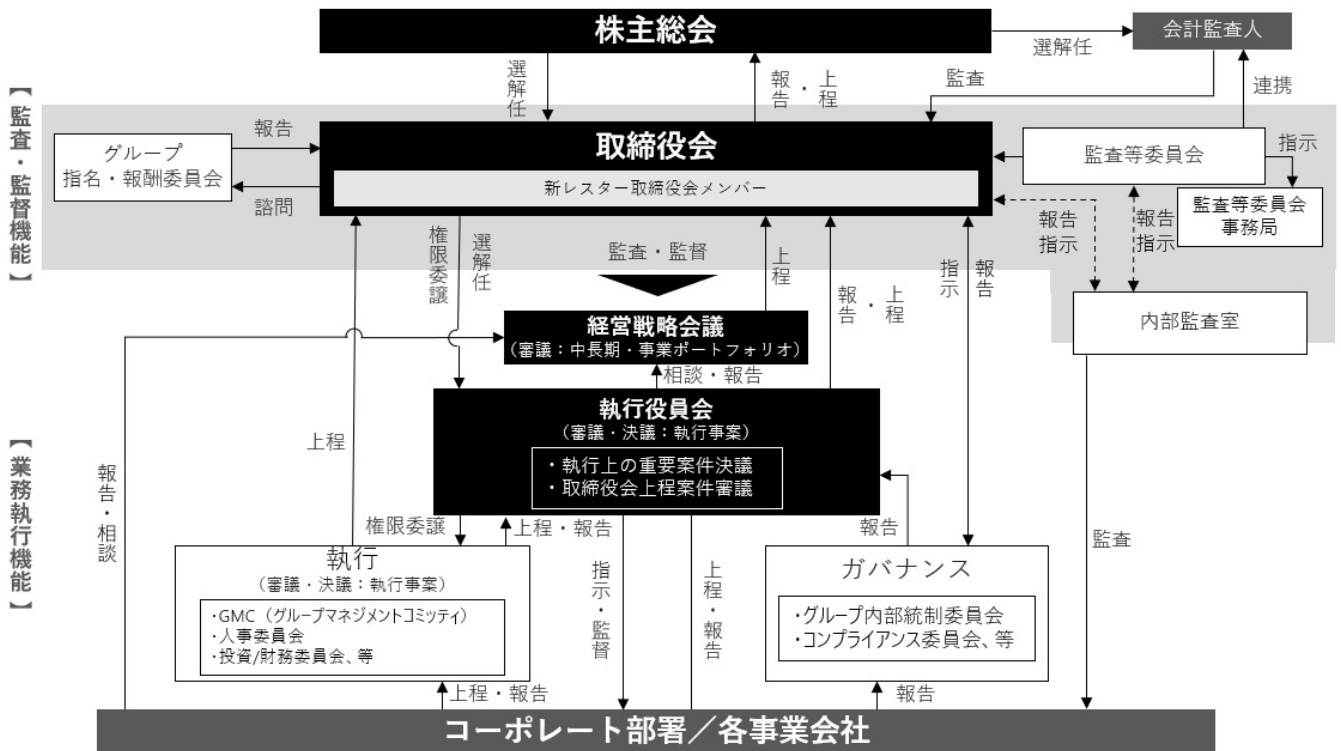 株主総会
会計監査人
選解任
選解任
報告・上程
監査
連携
【監査・監督機能】
報告
取締役会
グループ
指名・報酬委員会
新レスター取締役会メンバー
諮問
監査等委員会
指示
監査等委員会
事務局
報告
指示
報告
指示
権限委譲
選解任
監査・監督
上程
報告・上程
指示
報告
内部監査室
経営戦略会議
(審議:中長期・事業ポートフォリオ)
相談・報告
執行役員会
(審議・決議:執行事案)
・執行上の重要案件決議
・取締役会上程案件審議
【業務執行機能】
報告・相談
上程
権限委譲
上程・報告
報告
監査
執行
(審議・決議:執行事案)
・GMC(グループマネジメントコミッティ)
・人事委員会
・投資/財務委員会、等
指示・監督
上程・報告
ガバナンス
・グループ内部統制委員会
・コンプライアンス委員会、等
上程・報告
報告
コーポレート部署/各事業会社